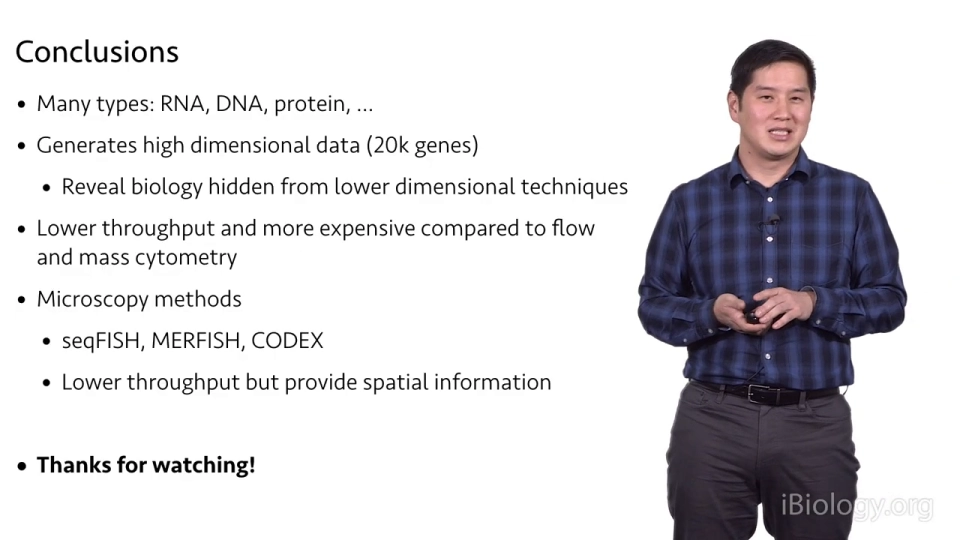 Conclusions
• Many types: RNA, DNA, protein, ...
• Generates high dimensional data (20k genes)
• Reveal biology hidden from lower dimensional techniques
• Lower throughput and more expensive compared to flow
and mass cytometry
• Microscopy methods
• seqFISH, MERFISH, CODEX
• Lower throughput but provide spatial information
• Thanks for watching!
iBiology.org